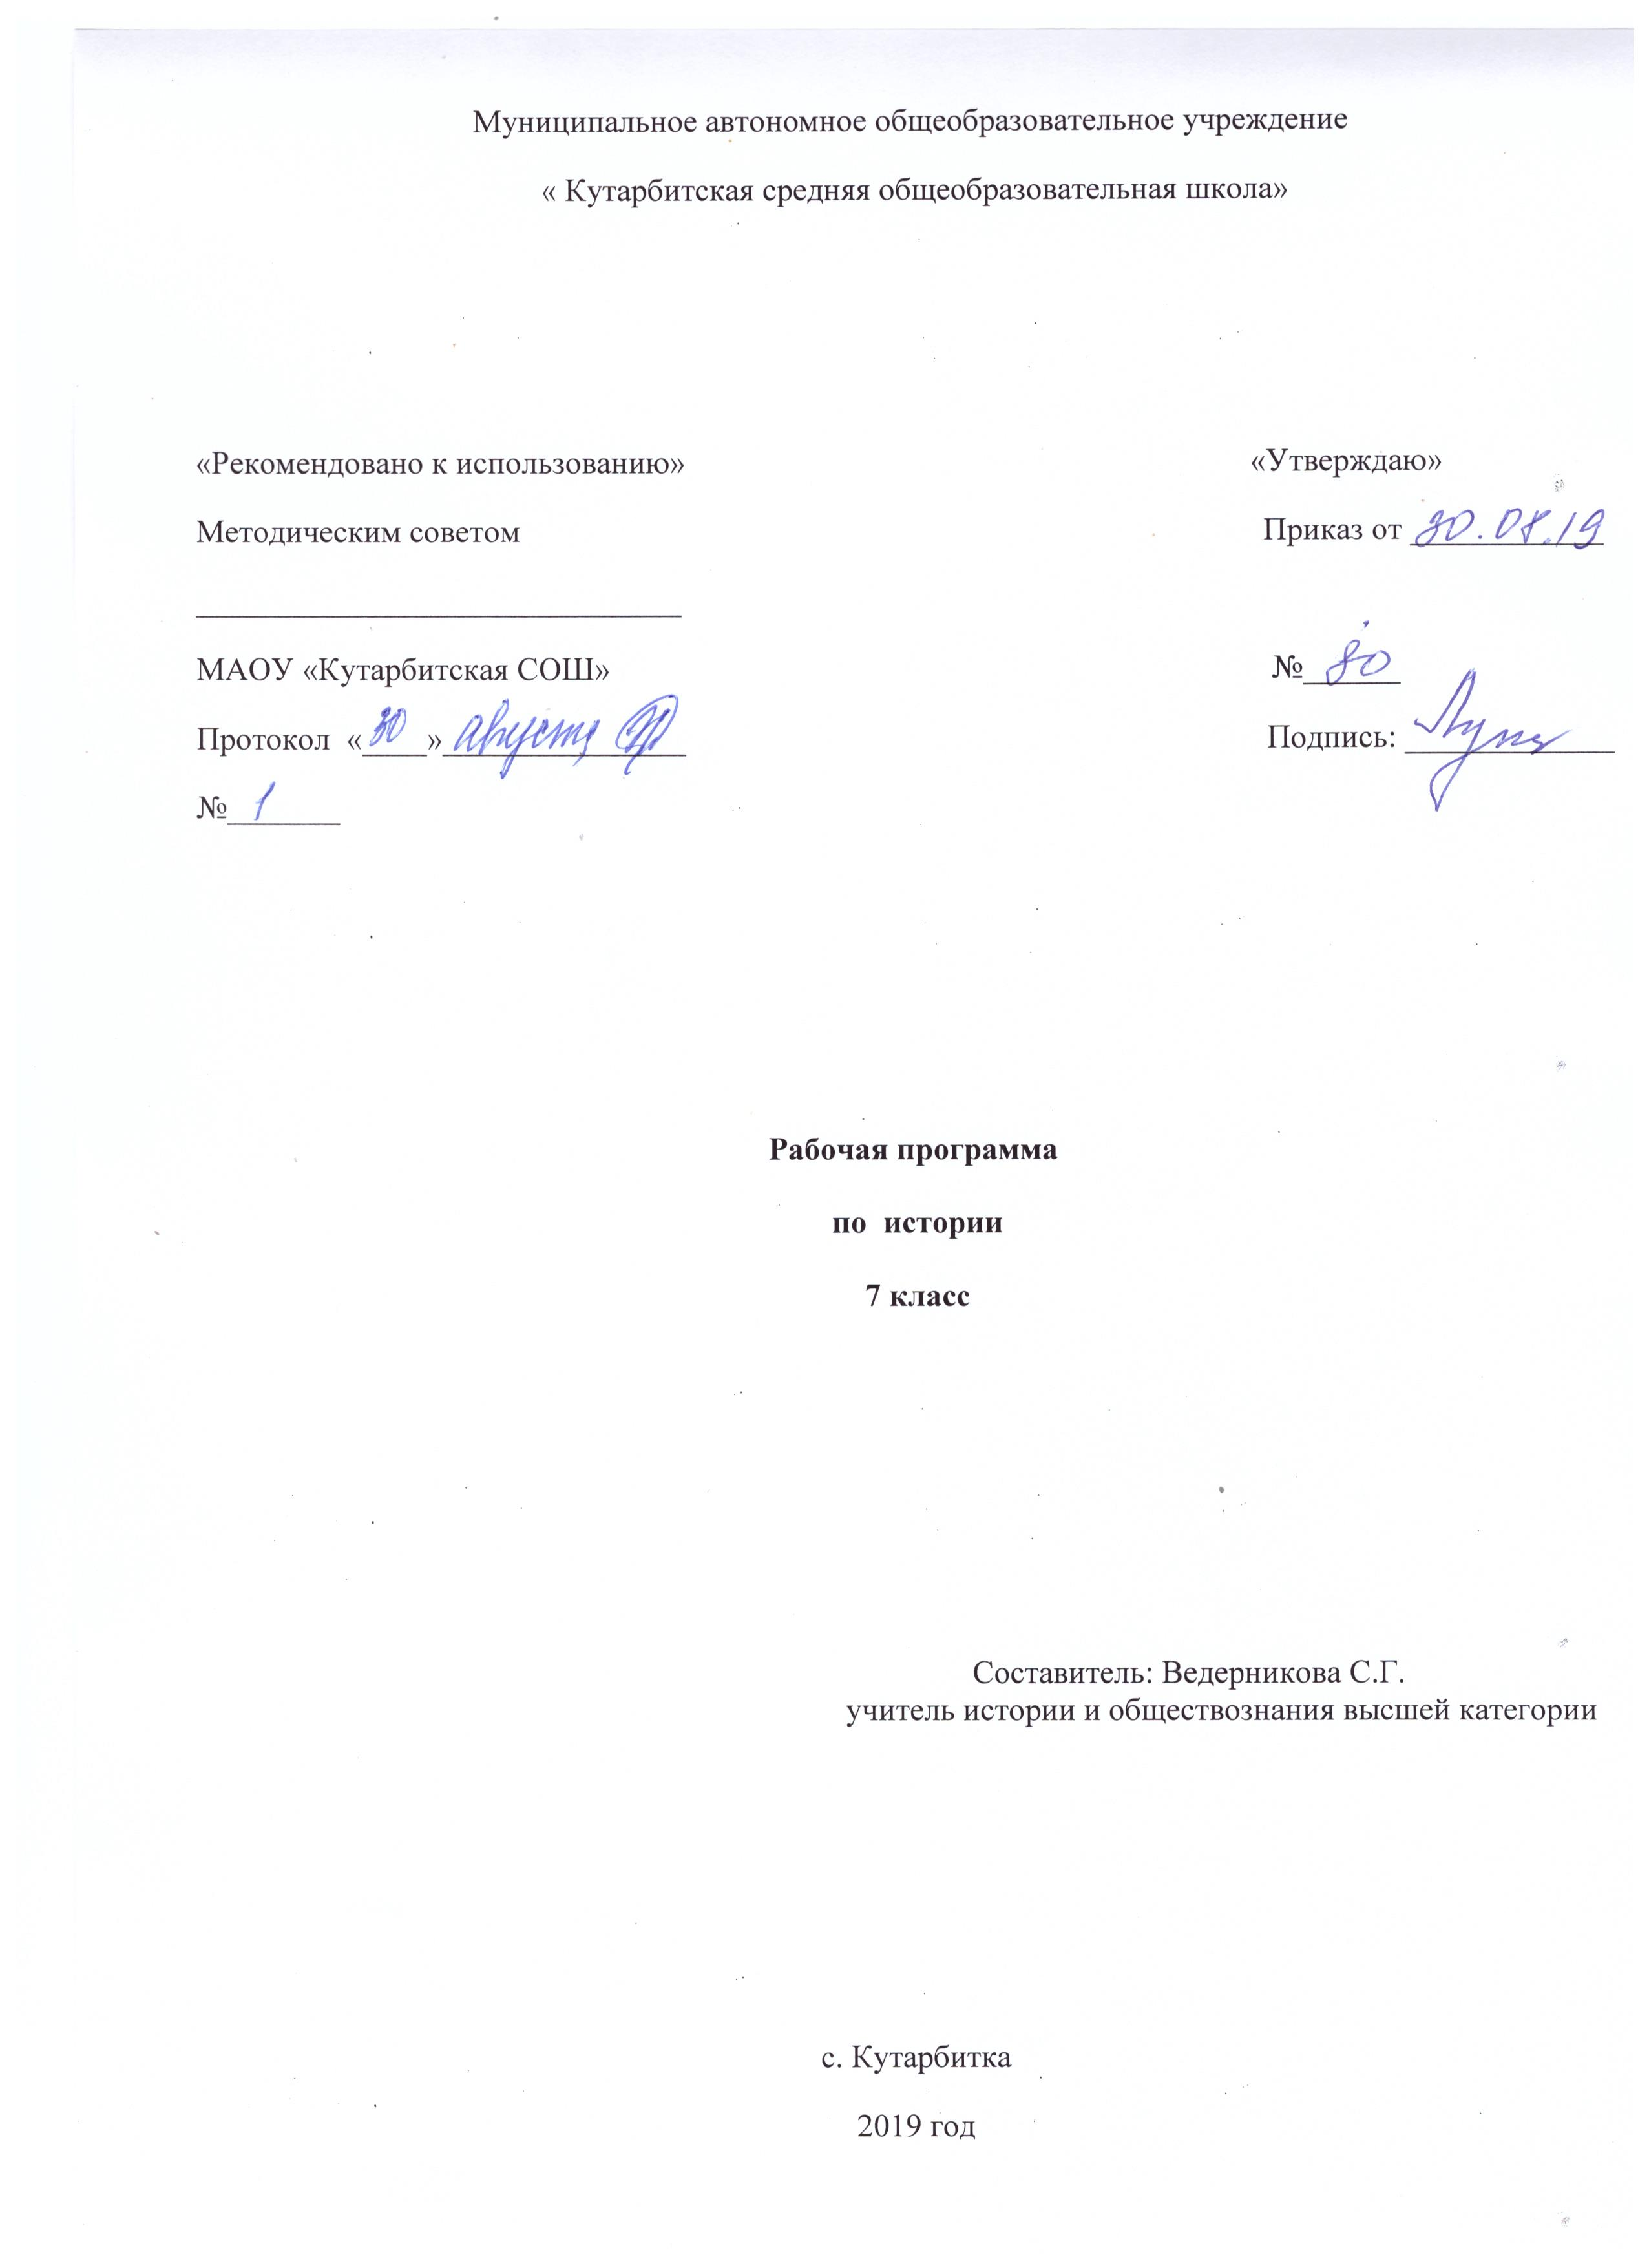 Муниципальное автономное общеобразовательное учреждение
« Кутарбитская средняя общеобразовательная школа»
«Рекомендовано к использованию»
Методическим советом
МАОУ «Кутарбитская СОШ»
Протокол «30» августа
№ 1
«Утверждаю»
Приказ от 30.08.19
№ 80
Подпись:
Рабочая программа
по истории
7 класс
Составитель: Ведерникова С.Г.
учитель истории и обществознания высшей категории
с. Кутарбитка
2019 год